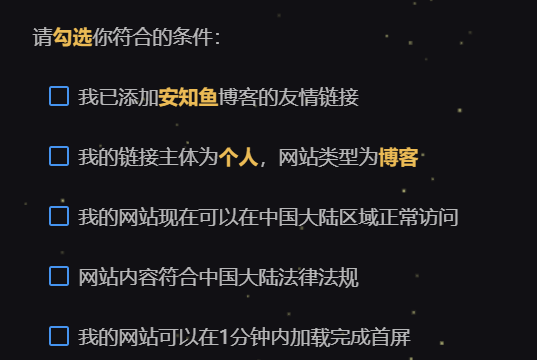 请勾选你符合的条件：
我已添加安知鱼博客的友情链接
我的链接主体为个人，网站类型为博客
我的网站现在可以在中国大陆区域正常访问
网站内容符合中国大陆法律法规
我的网站可以在1分钟内加载完成首屏